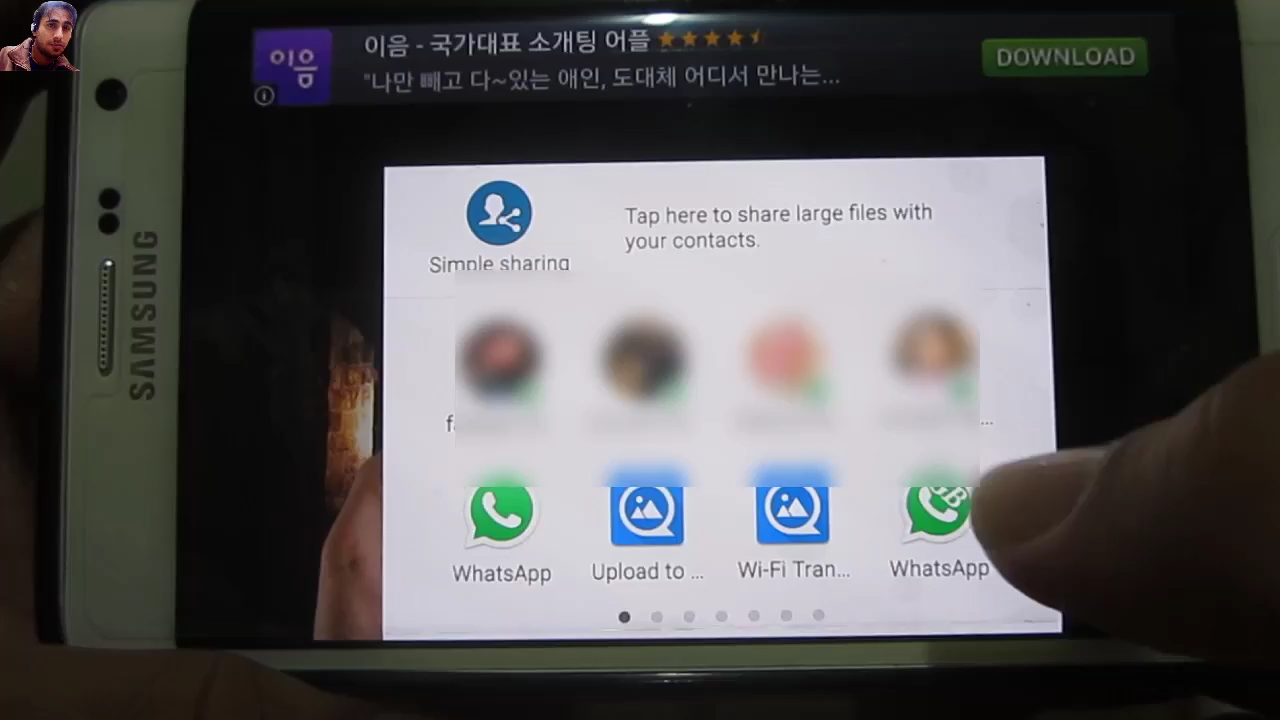 이음
이음 - 국가대표 소개팅 어플
"나만 빼고 다~있는 애인, 도대체 어디서 만나는...
DOWNLOAD
SAMSUNG
Simple sharing
Tap here to share large files with
your contacts.
WhatsApp
Upload to ...
Wi-Fi Tran...
GB
WhatsApp